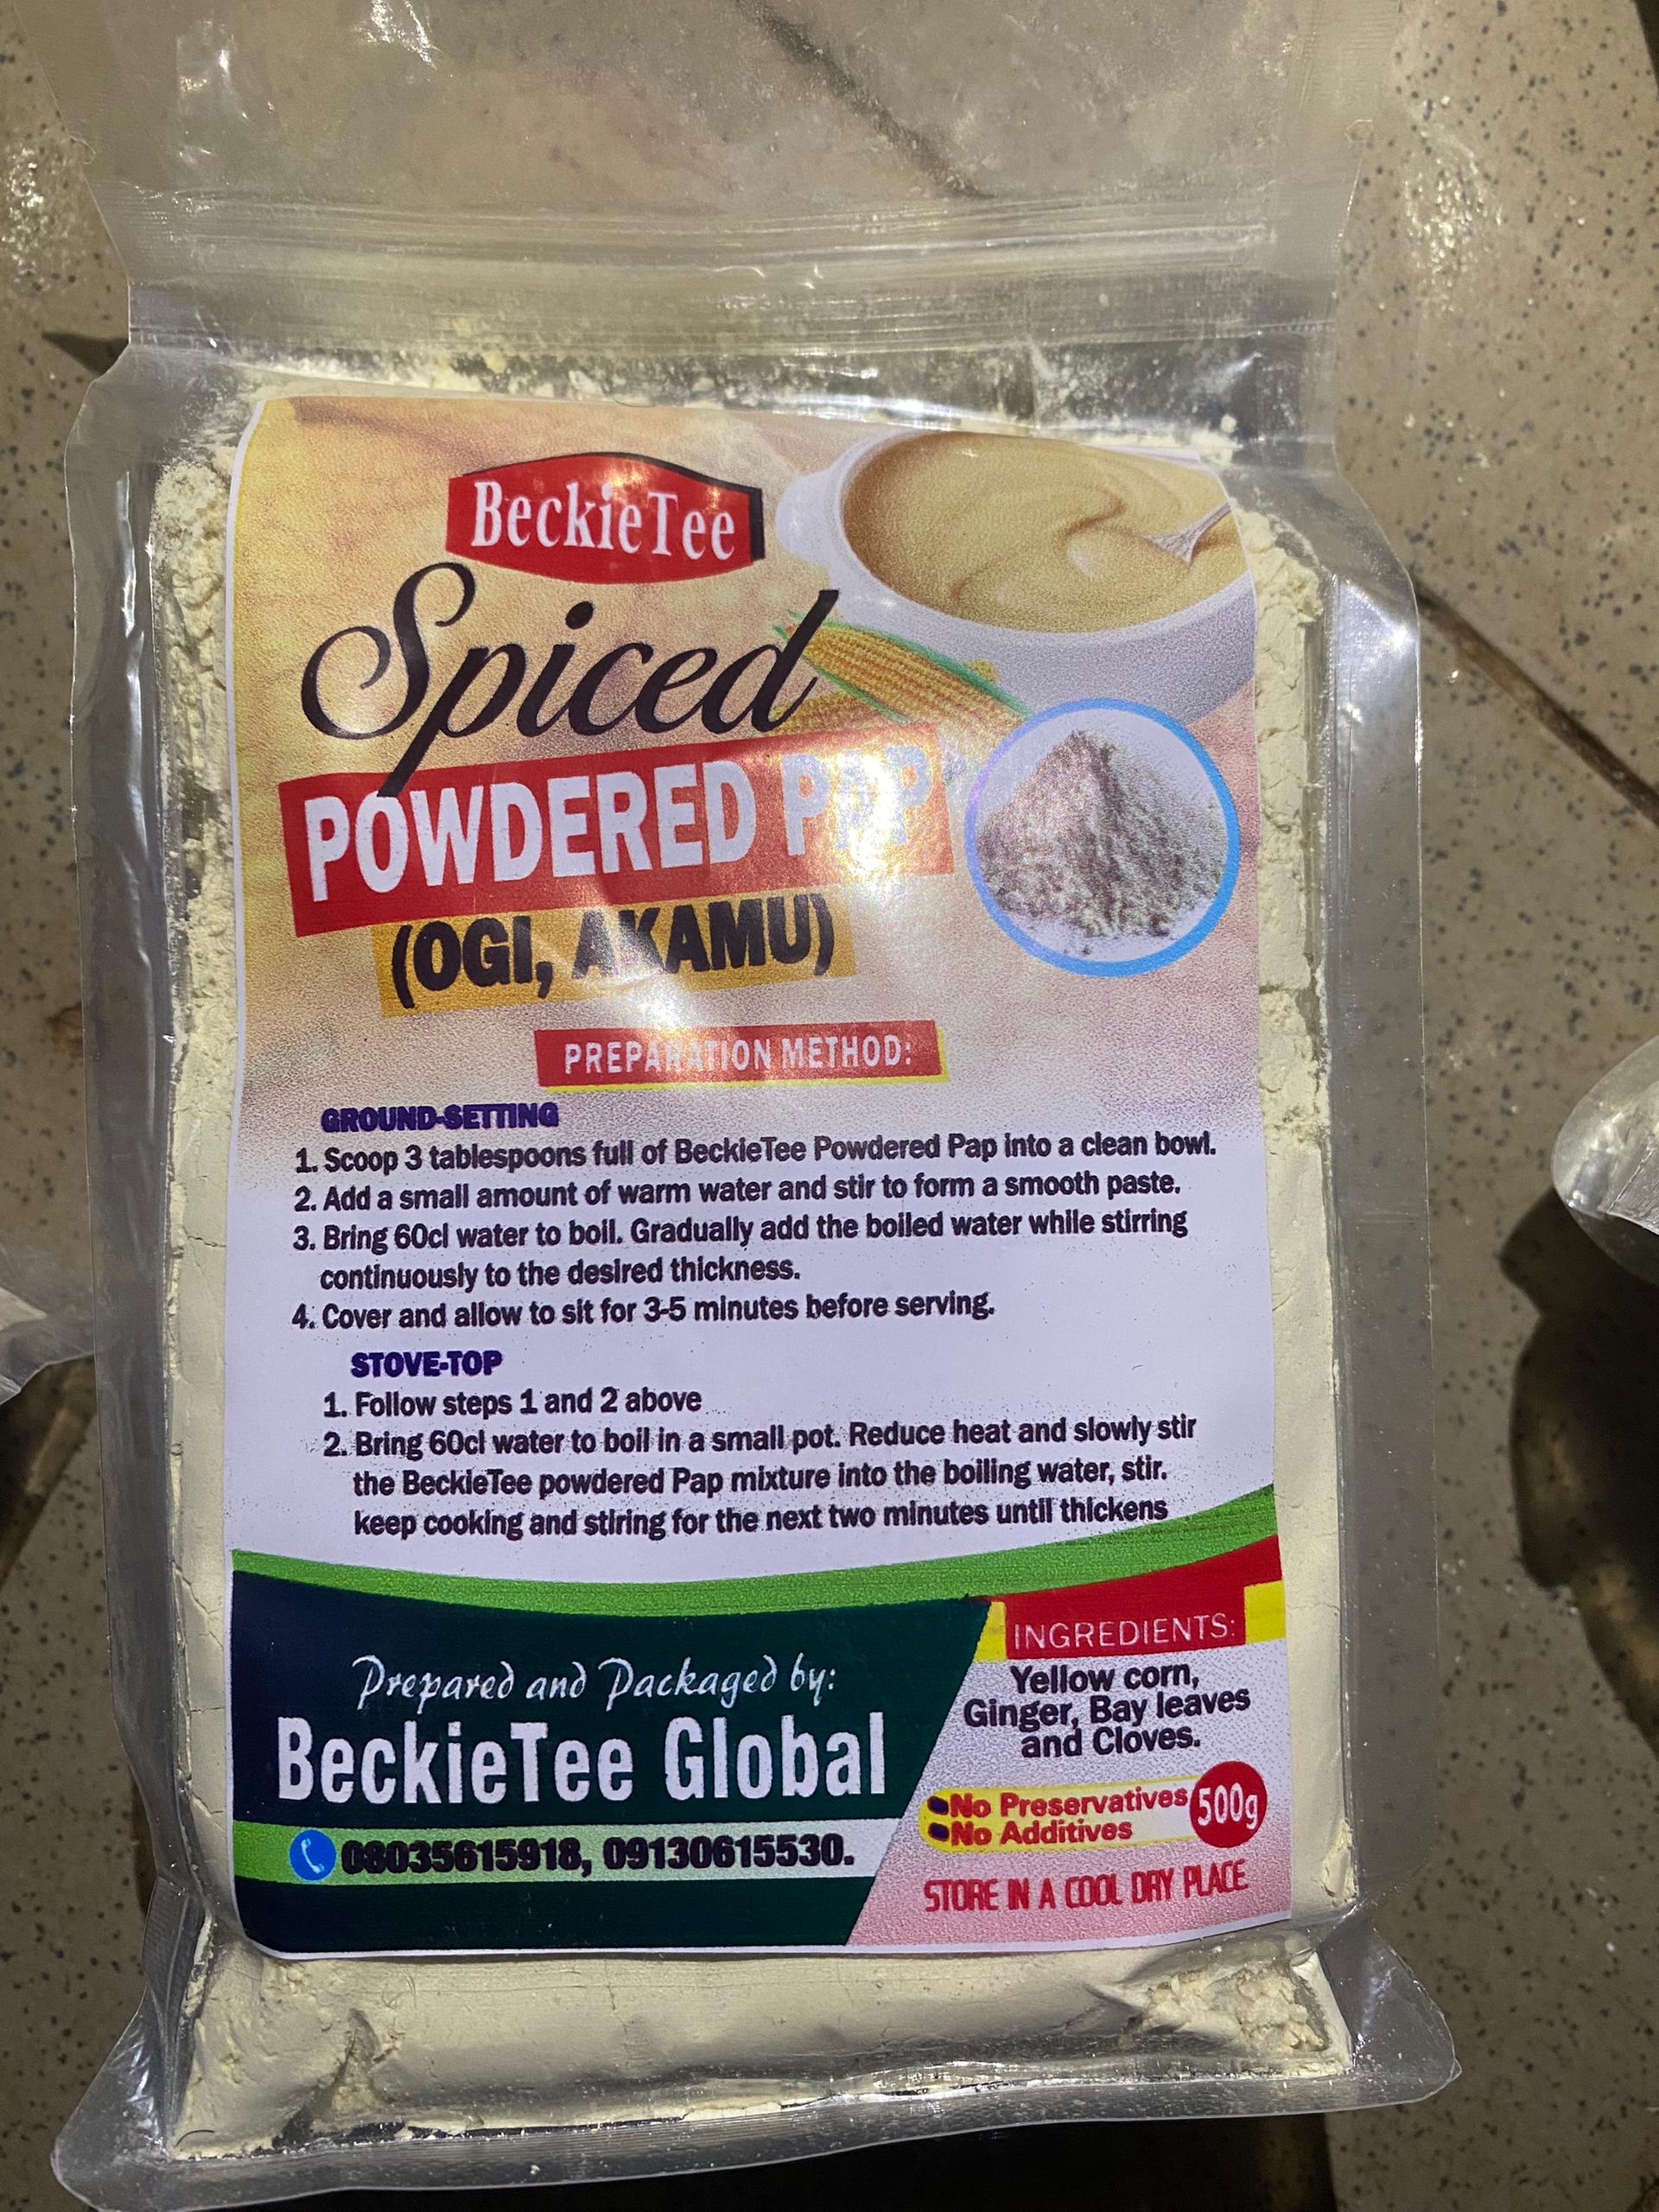 BeckieTee
Spiced
POWDERED PAP
(OGI, AKAMU)
PREPARATION METHOD:
GROUND-SETTING
1. Scoop 3 tablespoons full of BeckieTee Powdered Pap into a clean bowl.
2. Add a small amount of warm water and stir to form a smooth paste.
3. Bring 60cl water to boil. Gradually add the boiled water while stirring
continuously to the desired thickness.
4. Cover and allow to sit for 3-5 minutes before serving.
STOVE-TOP
1. Follow steps 1 and 2 above
2. Bring 60cl water to boil in a small pot. Reduce heat and slowly stir
the BeckieTee powdered Pap mixture into the boiling water, stir.
keep cooking and stiring for the next two minutes until thickens
Prepared and Packaged by:
BeckieTee Global
08035615918, 09130615530.
INGREDIENTS:
Yellow corn,
Ginger, Bay leaves
and Cloves.
No Preservatives
No Additives
500g
STORE IN A COOL DRY PLACE